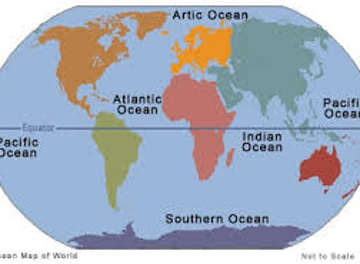 Artic Ocean
Atlantic
Ocean
Pacifi
Ocea
Equator
Pacific
Ocean
Indian
Ocean
Southern Ocean
ean Map of World
Not to Scale